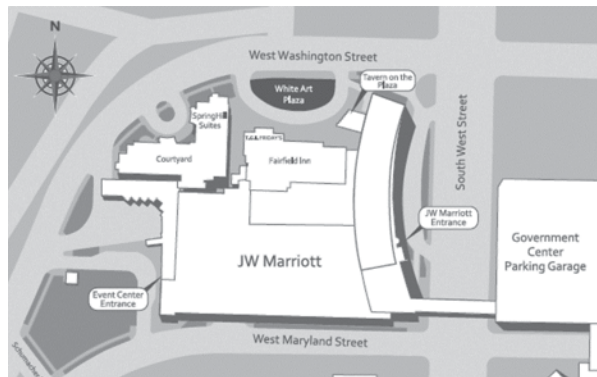 N
West Washington Street
White Art
Plaza
Tavern on the
Plaza
SpringHill
Suites
Courtyard
T.G.I. FRIDAY'S
Fairfield Inn
South West Street
JW Marriott
Entrance
Government
Center
Parking Garage
JW Marriott
Event Center
Entrance
West Maryland Street